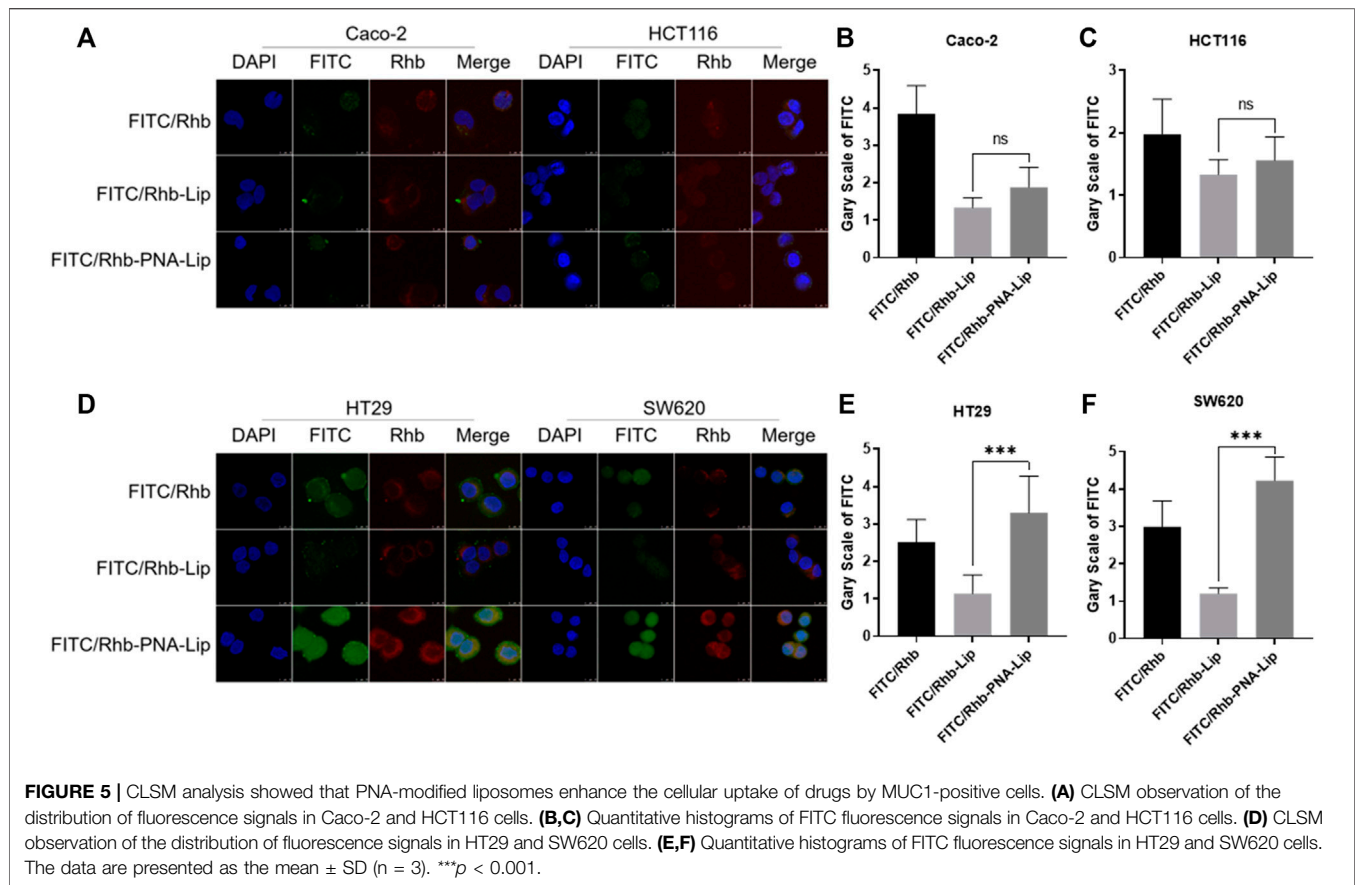 A
Caco-2
HCT116
DAPI FITC Rhb Merge DAPI FITC Rhb Merge
FITC/Rhb
FITC/Rhb-Lip
FITC/Rhb-PNA-Lip
B
Caco-2
Gary Scale of FITC
5
4
3
2
1
0
ns
FITC/Rhb
FITC/Rhb-Lip
FITC/Rhb-PNA-Lip
C
HCT116
Gary Scale of FITC
3
2
1
0
ns
FITC/Rhb
FITC/Rhb-Lip
FITC/Rhb-PNA-Lip
D
HT29
SW620
DAPI FITC Rhb Merge DAPI FITC Rhb Merge
FITC/Rhb
FITC/Rhb-Lip
FITC/Rhb-PNA-Lip
E
HT29
Gary Scale of FITC
5
4
3
2
1
0
***
FITC/Rhb
FITC/Rhb-Lip
FITC/Rhb-PNA-Lip
F
SW620
Gary Scale of FITC
5
4
3
2
1
0
***
FITC/Rhb
FITC/Rhb-Lip
FITC/Rhb-PNA-Lip
FIGURE 5 | CLSM analysis showed that PNA-modified liposomes enhance the cellular uptake of drugs by MUC1-positive cells. (A) CLSM observation of the
distribution of fluorescence signals in Caco-2 and HCT116 cells. (B,C) Quantitative histograms of FITC fluorescence signals in Caco-2 and HCT116 cells. (D) CLSM
observation of the distribution of fluorescence signals in HT29 and SW620 cells. (E,F) Quantitative histograms of FITC fluorescence signals in HT29 and SW620 cells.
The data are presented as the mean ± SD (n = 3). ***p < 0.001.